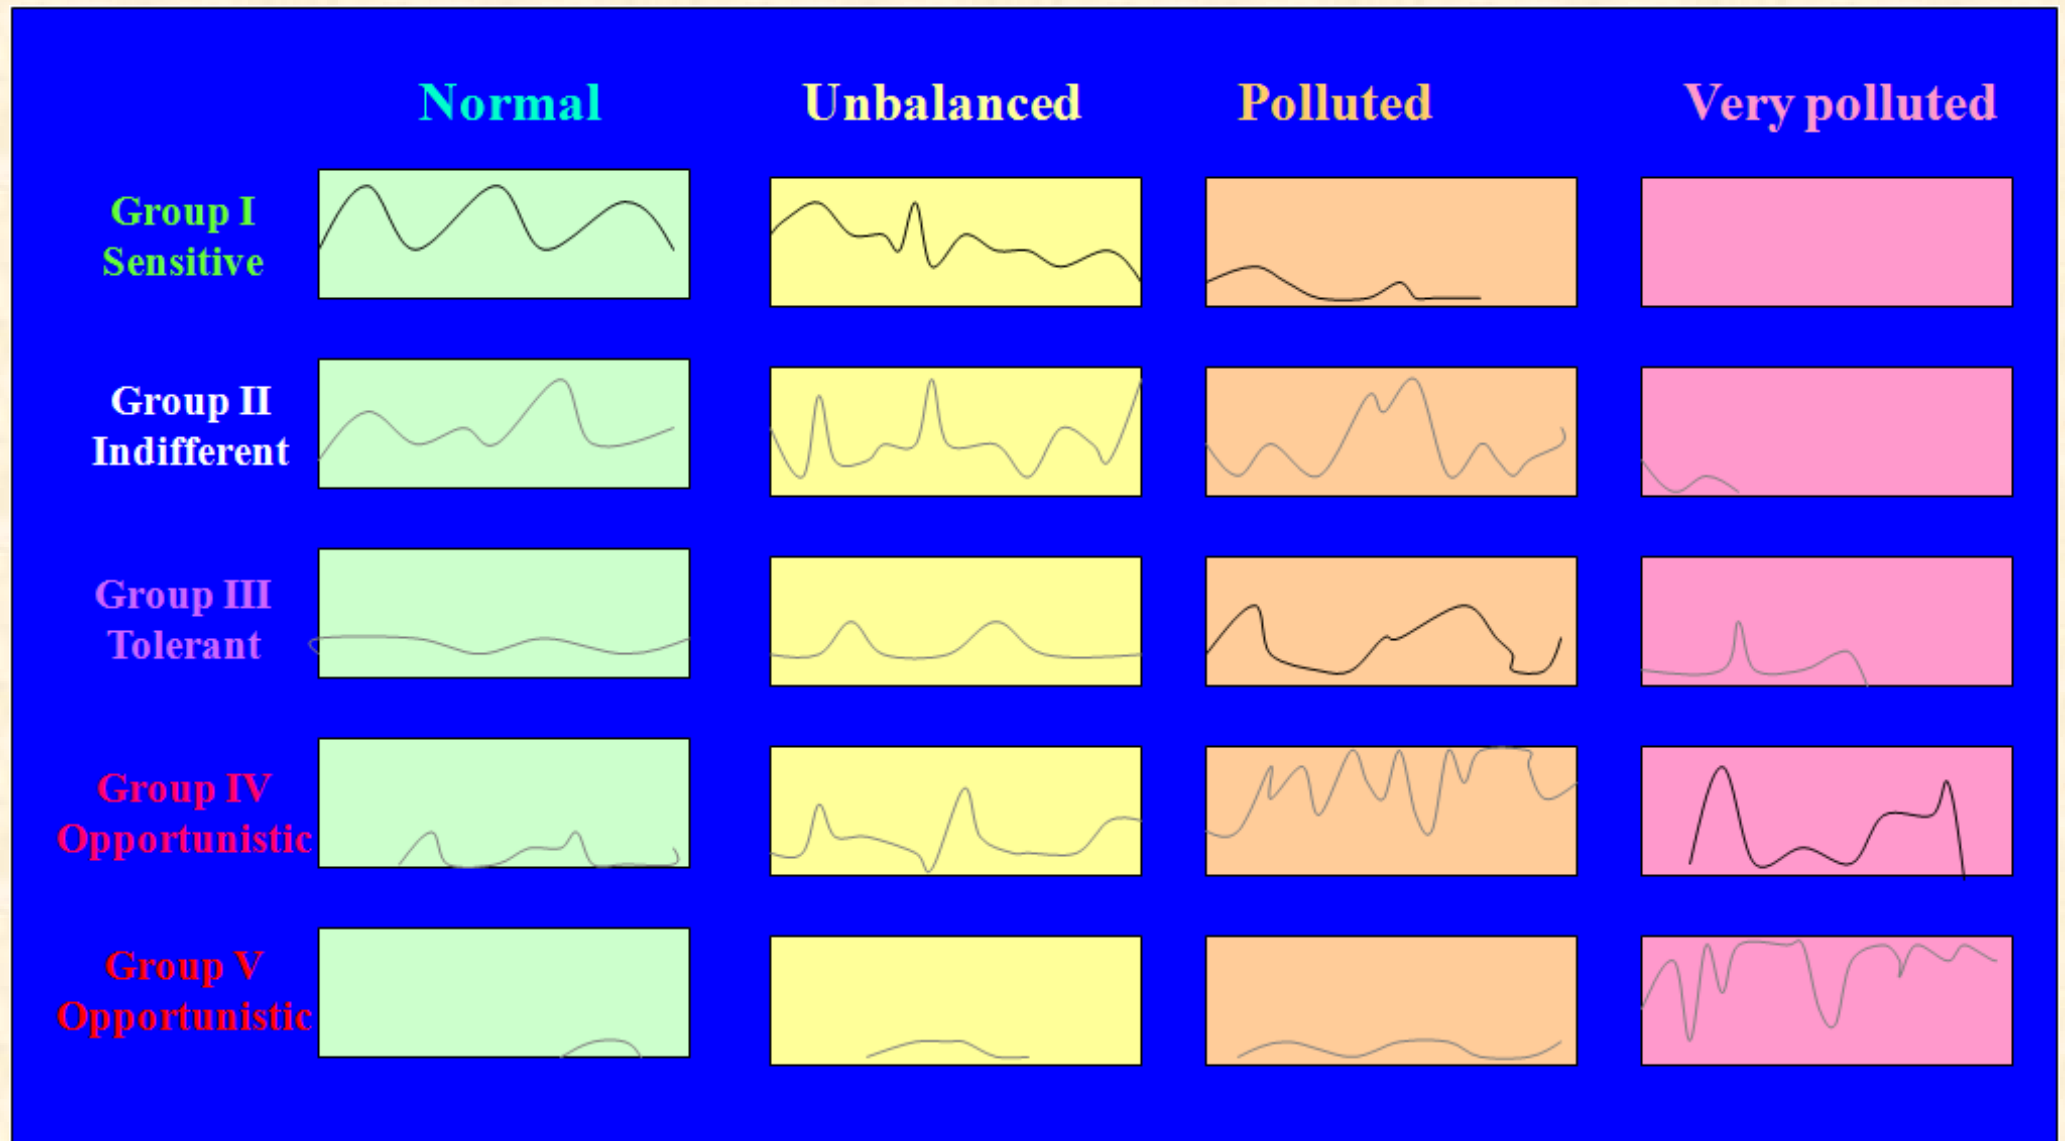 Normal
Unbalanced
Polluted
Very polluted
Group I
Sensitive
Group II
Indifferent
Group III
Tolerant
Group IV
Opportunistic
Group V
Opportunistic